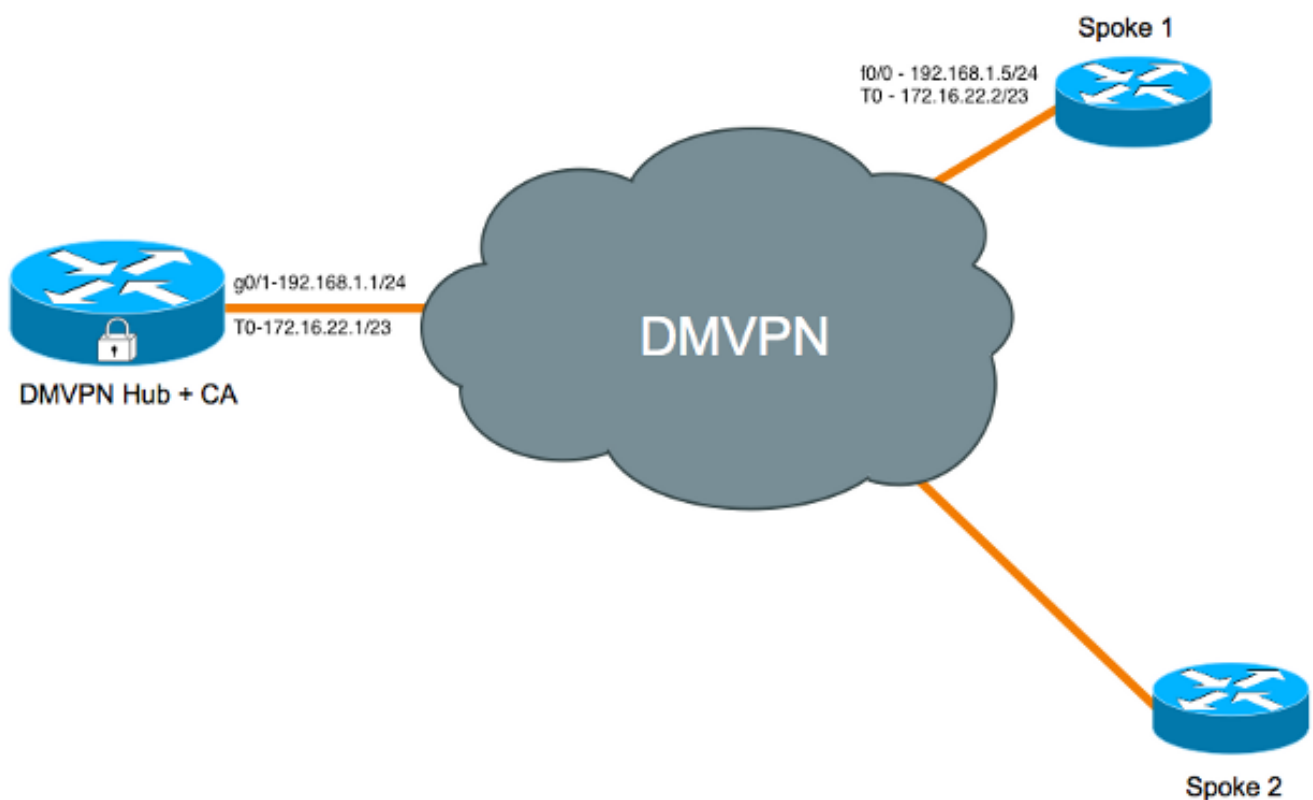 Spoke 1
f0/0 - 192.168.1.5/24
T0 - 172.16.22.2/23
g0/1-192.168.1.1/24
T0-172.16.22.1/23
DMVPN
DMVPN Hub + CA
Spoke 2